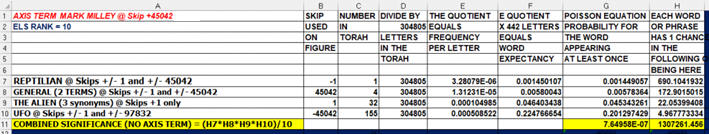 AXIS TERM MARK MILLEY @ Skip +45042 SKIP NUMBER DIVIDE BY THE QUOTIENT E QUOTIENT POISSON EQUATION EACH WORD
ELS RANK = 10 USED IN 304805 EQUALS X 442 LETTERS PROBABILITY FOR OR PHRASE
ON TORAH LETTERS FREQUENCY EQUALS THE WORD HAS 1 CHANC
FIGURE IN THE PER LETTER WORD APPEARING IN THE
TORAH EXPECTANCY AT LEAST ONCE FOLLOWING
BEING HERE
REPTILIAN @ Skips +/- 1 and +/- 45042 -1 1 304805 3.28079E-06 0.001450107 0.001449057 690.1041932
GENERAL (2 TERMS) @ Skips +/- 1 and +/- 45042 45042 4 304805 1.31231E-05 0.00580043 0.00578364 172.9015015
THE ALIEN (3 synonyms) @ Skips +1 only 1 32 304805 0.000104985 0.046403438 0.045343261 22.05399408
UFO @ Skips +/- 1 and +/-97832 -45042 155 304805 0.000508522 0.224766654 0.201297429 4.967773334
COMBINED SIGNIFICANCE (NO AXIS TERM) = (H7*H8*H9*H10)/10 7.64958E-07 1307261.456